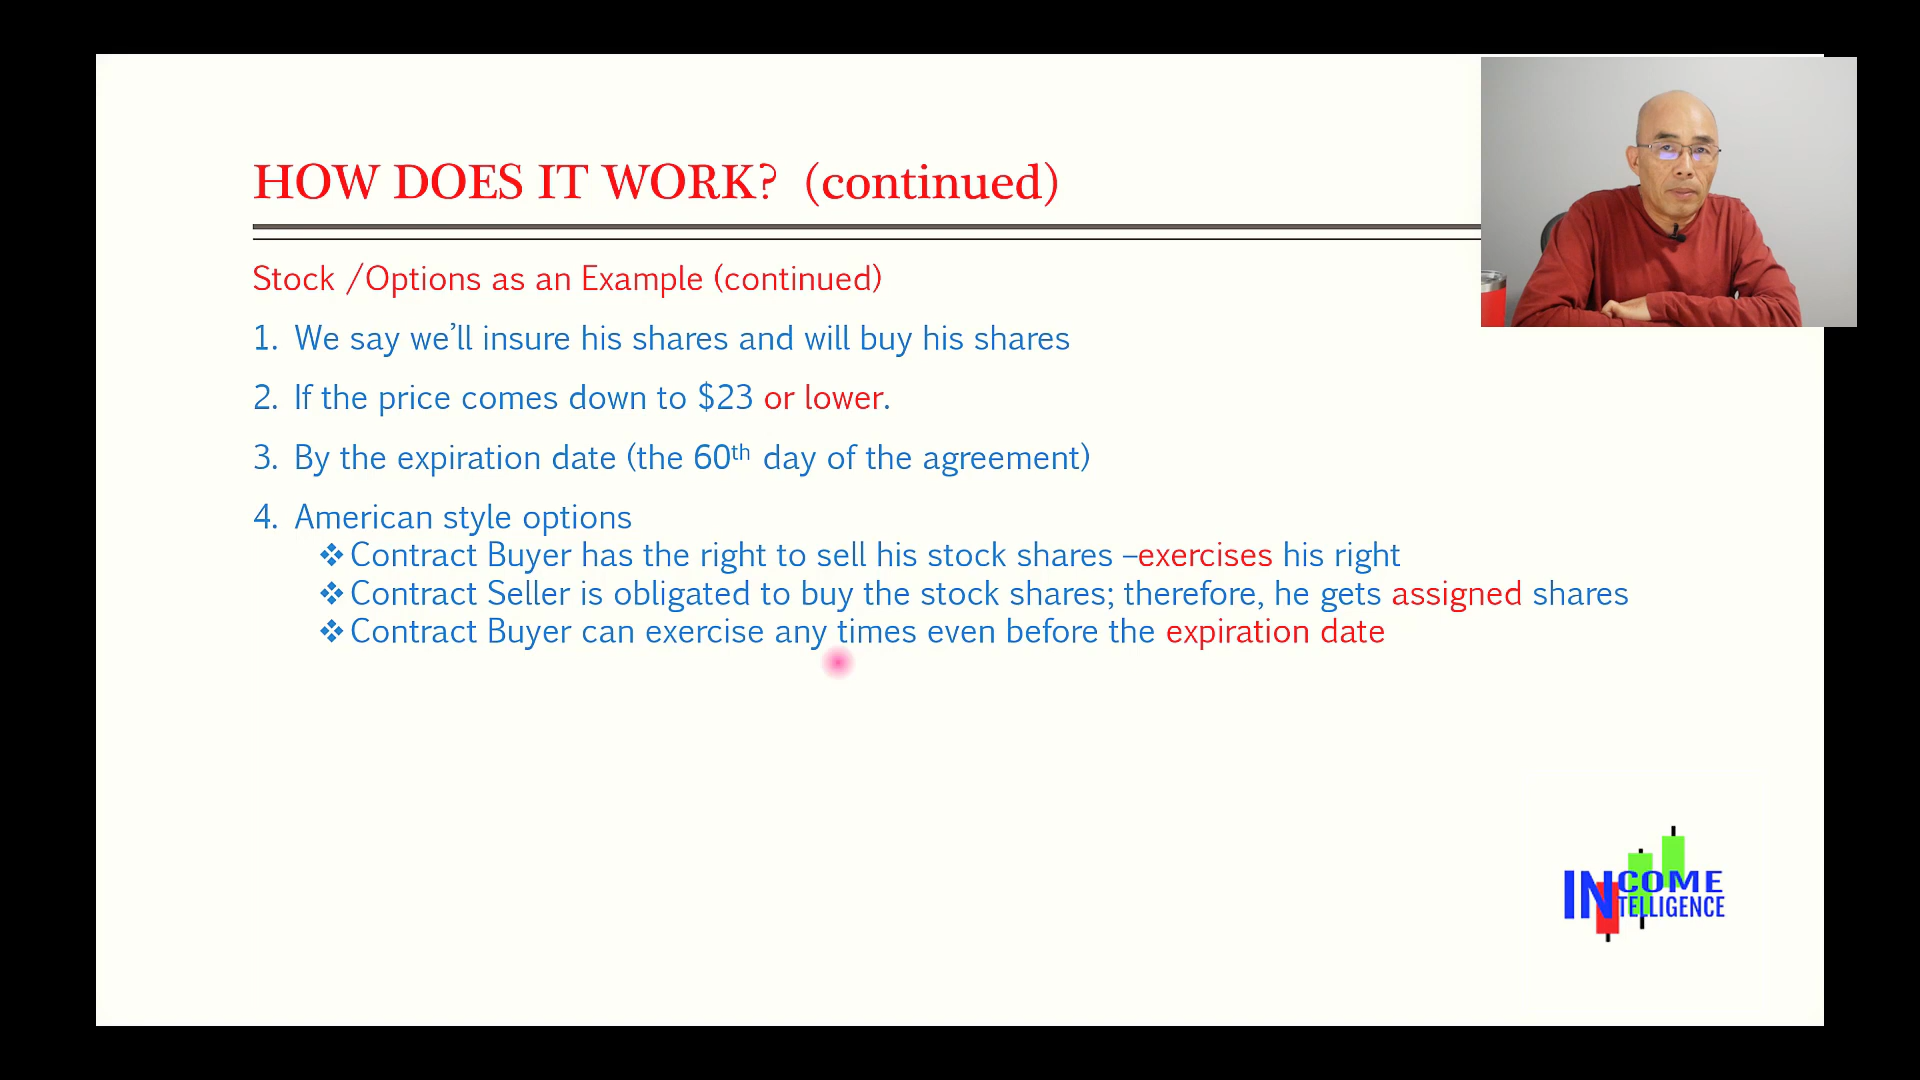 HOW DOES IT WORK? (continued)
Stock /Options as an Example (continued)
1. We say we’ll insure his shares and will buy his shares
2. If the price comes down to $23 or lower.
3. By the expiration date (the 60th day of the agreement)
4. American style options
❖Contract Buyer has the right to sell his stock shares –exercises his right
❖Contract Seller is obligated to buy the stock shares; therefore, he gets assigned shares
❖Contract Buyer can exercise any times even before the expiration date
INCOME
TELLIGENCE